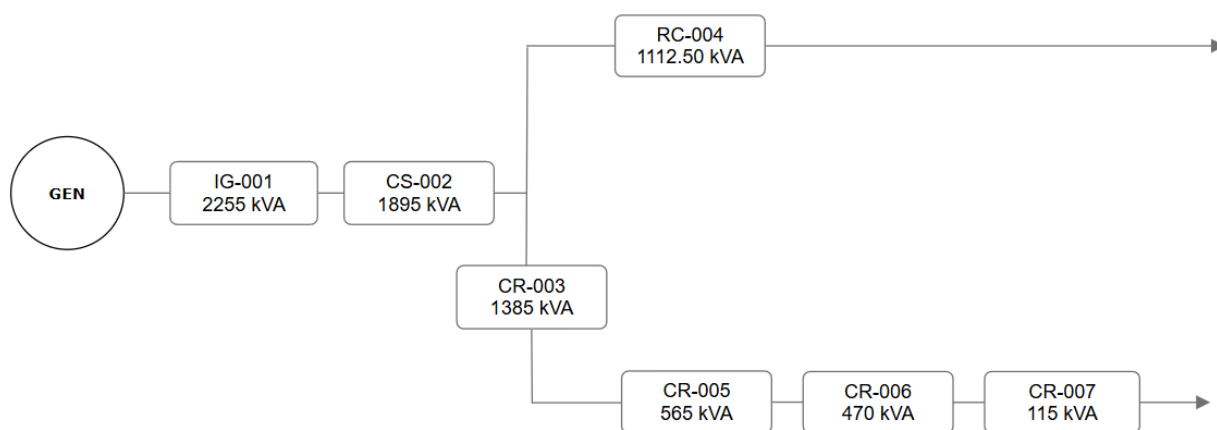 RC-004
1112.50 kVA
GEN
IG-001
2255 kVA
CS-002
1895 kVA
CR-003
1385 kVA
CR-005
565 kVA
CR-006
470 kVA
CR-007
115 kVA